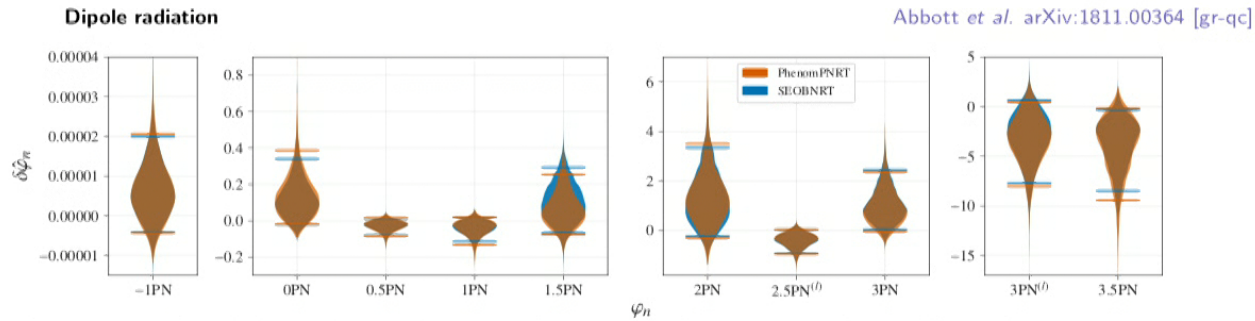 Dipole radiation
Abbott et al. arXiv:1811.00364 [gr-qc]
0.00004
0.00003
0.00002
0.00001
0.00000
−0.00001
0.8
0.6
0.4
0.2
0.0
−0.2
6
4
2
0
5
0
−5
−10
−15
PhenomPNRT
SEOBNRT
δφ̂ₙ
−1PN
0PN
0.5PN
1PN
1.5PN
2PN
2.5PN⁽ˡ⁾
3PN
3PN⁽ˡ⁾
3.5PN
φₙ